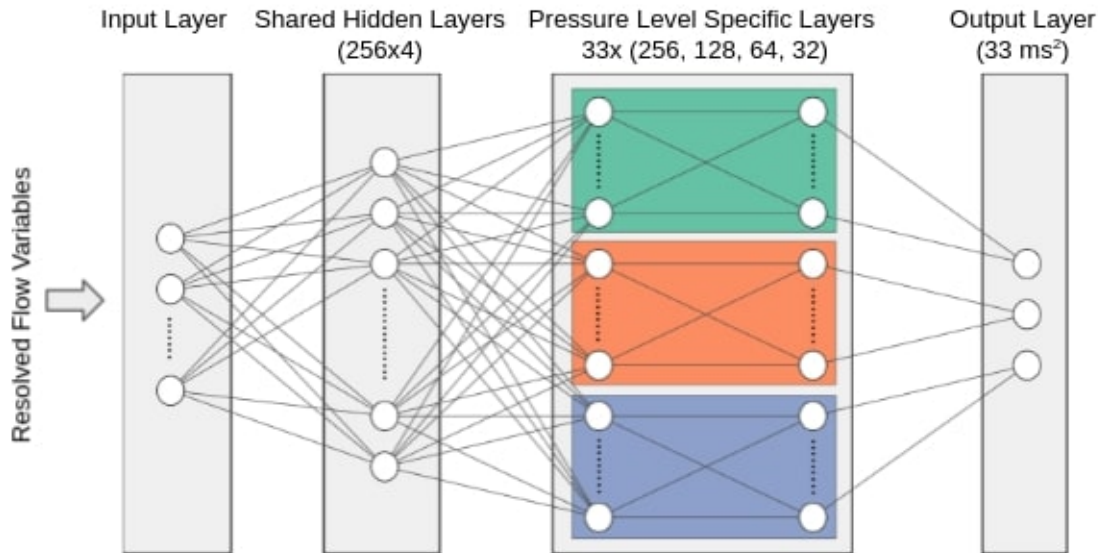 Input Layer
Shared Hidden Layers
(256x4)
Pressure Level Specific Layers
33x (256, 128, 64, 32)
Output Layer
(33 ms²)
Resolved Flow Variables